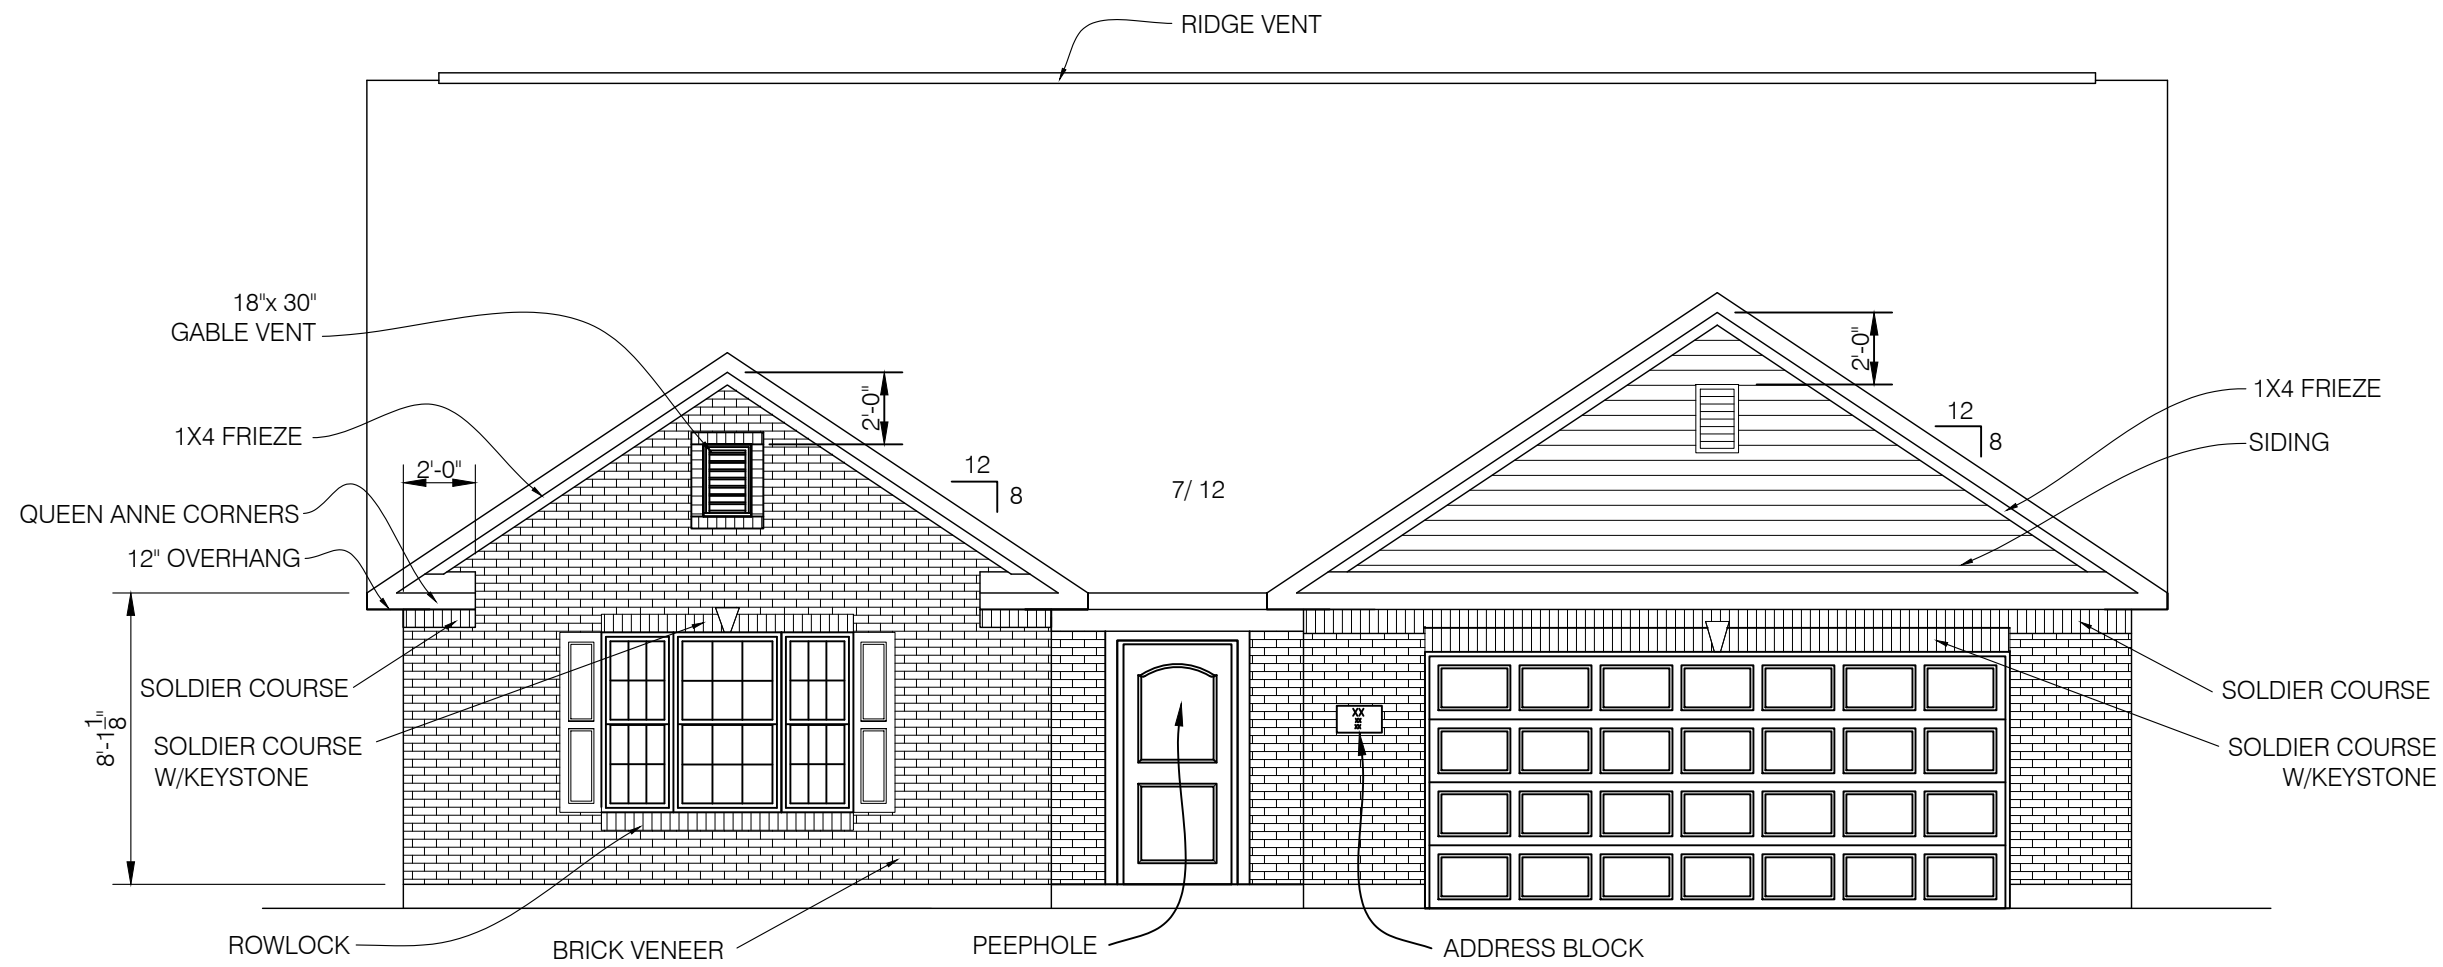 RIDGE VENT
18"x 30"
GABLE VENT
2'-0"
2'-0"
1X4 FRIEZE
12
8
1X4 FRIEZE
SIDING
2'-0"
12
8
7/ 12
QUEEN ANNE CORNERS
12" OVERHANG
SOLDIER COURSE
8'-1 1/8"
SOLDIER COURSE
W/KEYSTONE
XX
SOLDIER COURSE
SOLDIER COURSE
W/KEYSTONE
ROWLOCK
BRICK VENEER
PEEPHOLE
ADDRESS BLOCK